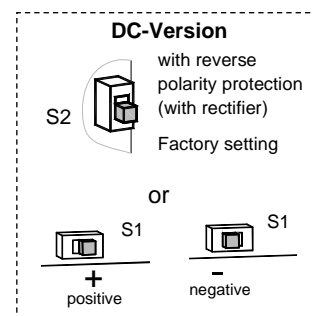 DC-Version
with reverse
polarity protection
(with rectifier)
S2
Factory setting
or
S1
S1
+
-
positive
negative